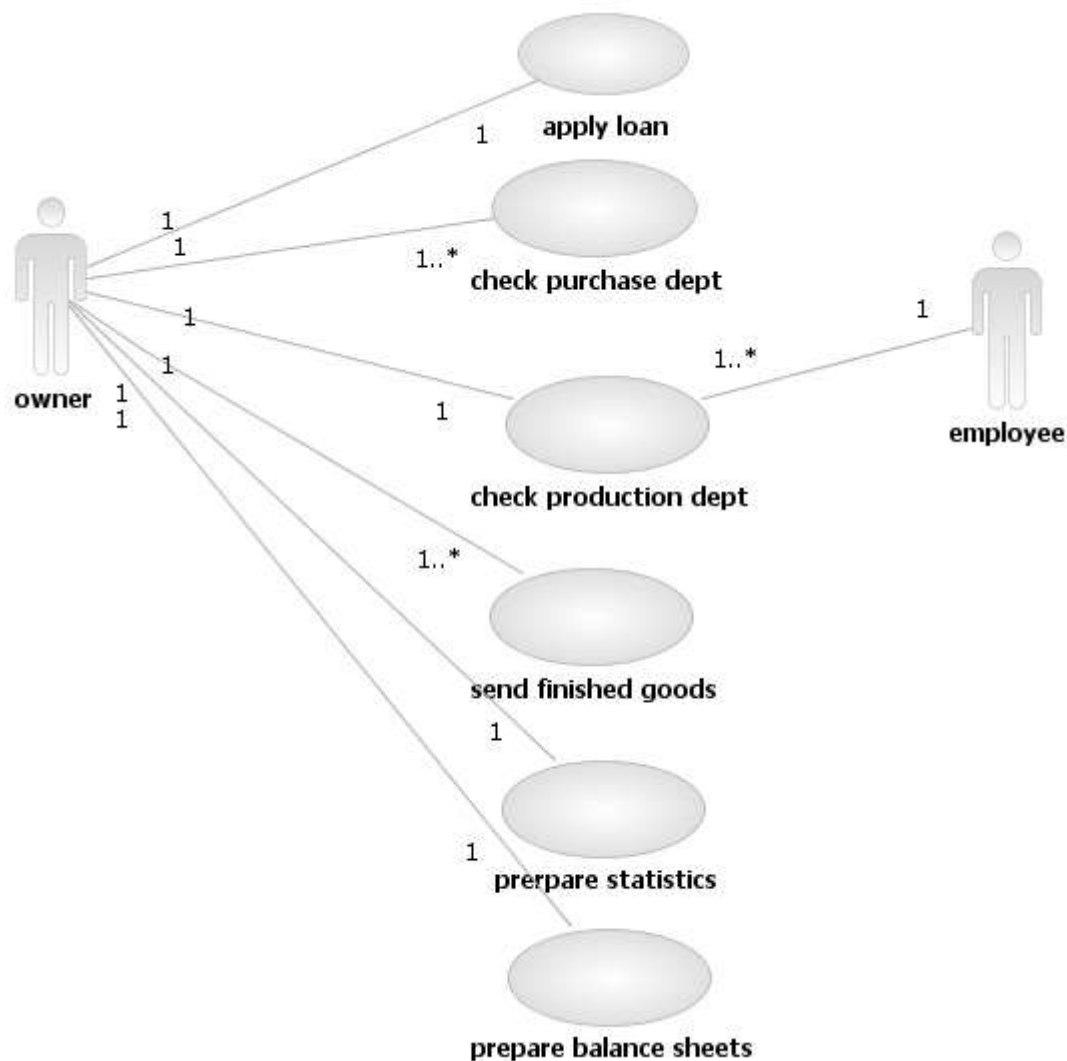 apply loan
1
1
1
1..*
check purchase dept
1
1
1..*
owner
1
1
1
1
employee
check production dept
1..*
send finished goods
1
prerpare statistics
1
prepare balance sheets